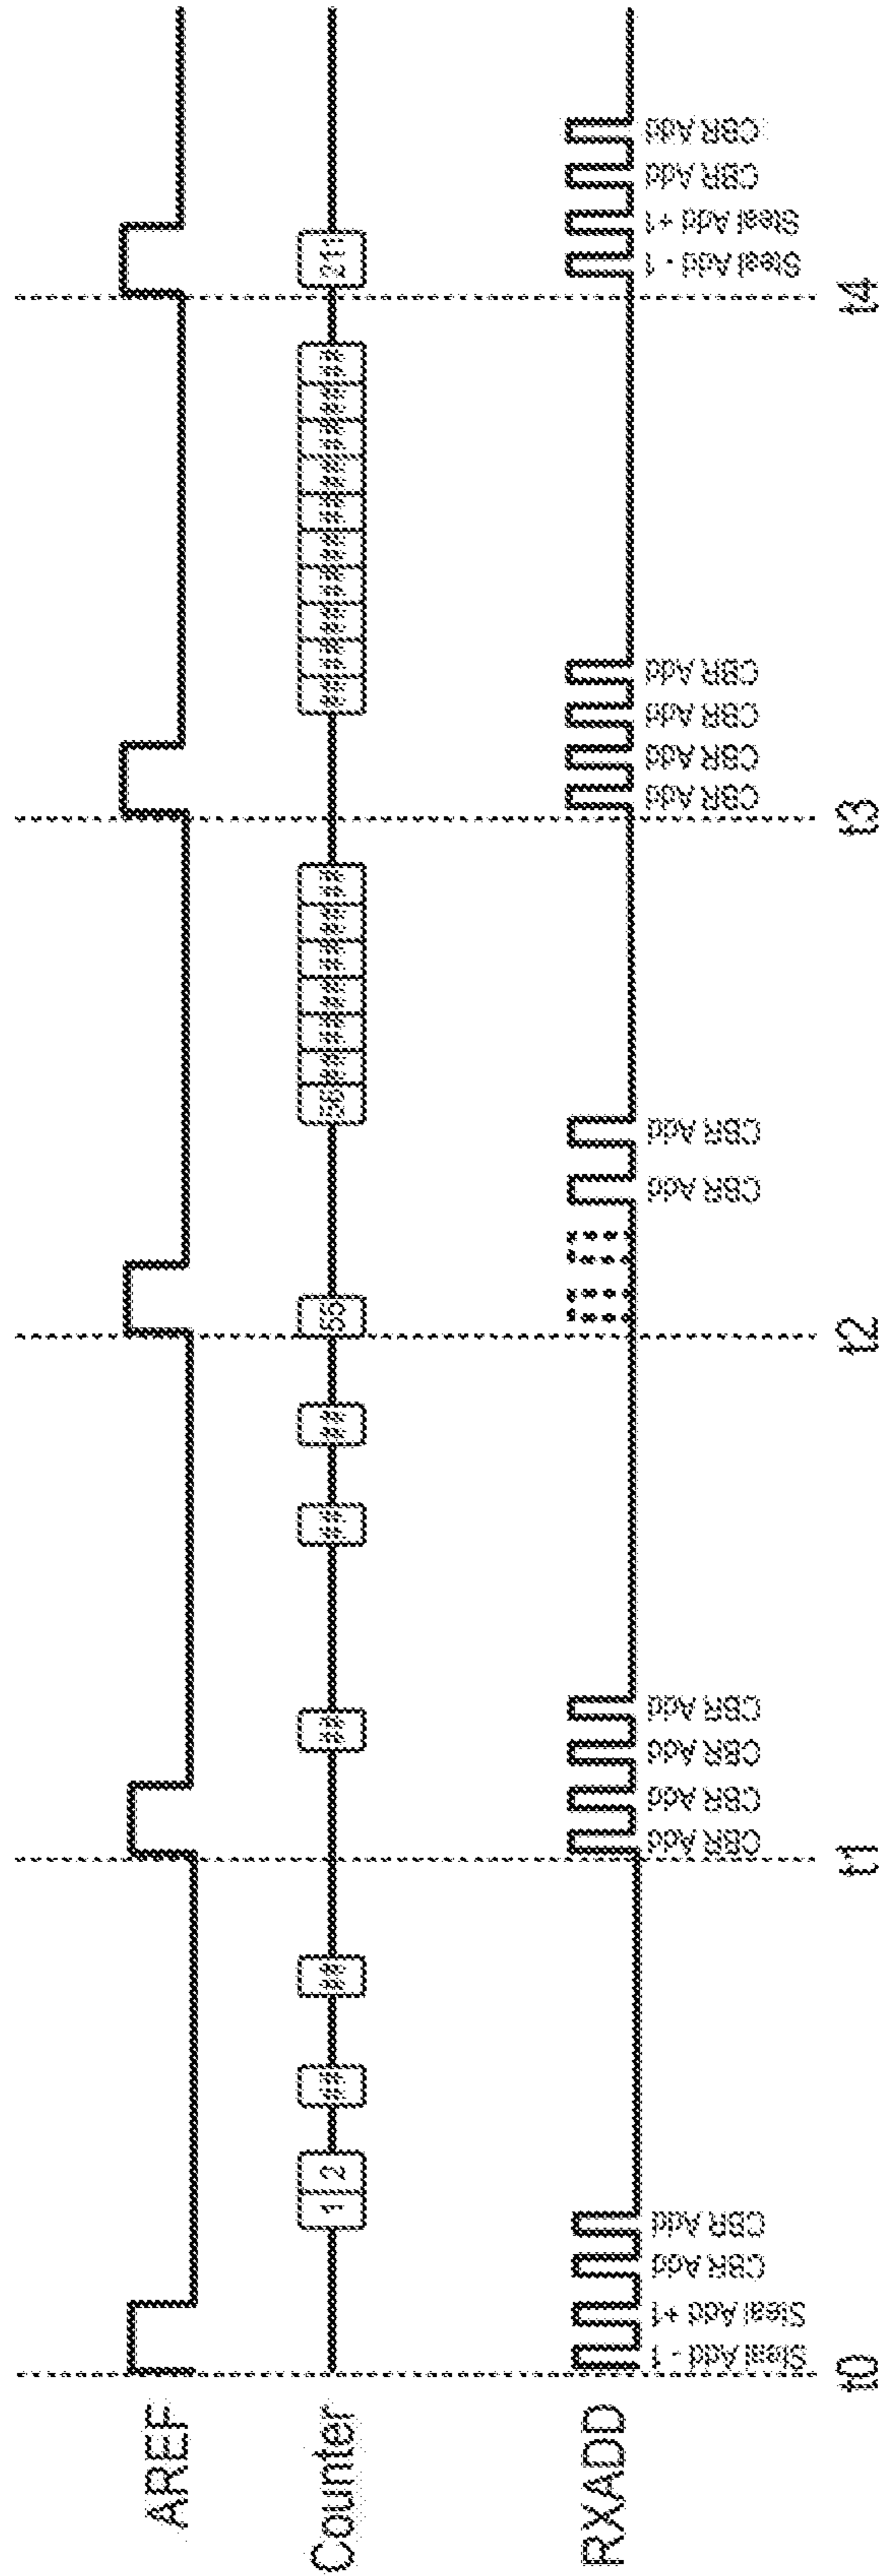 AREF
Counter 1 2 ## ## ## ## ## 55 56 ## ## ## ## ## ## ## ## ## ## ## ## ## ## ## ## 211
RXADD
Steal Add - 1
Steal Add +1
CBR Add
CBR Add
CBR Add
CBR Add
CBR Add
CBR Add
CBR Add
CBR Add
CBR Add
CBR Add
CBR Add
CBR Add
Steal Add - 1
Steal Add +1
CBR Add
CBR Add
t0 t1 t2 t3 t4